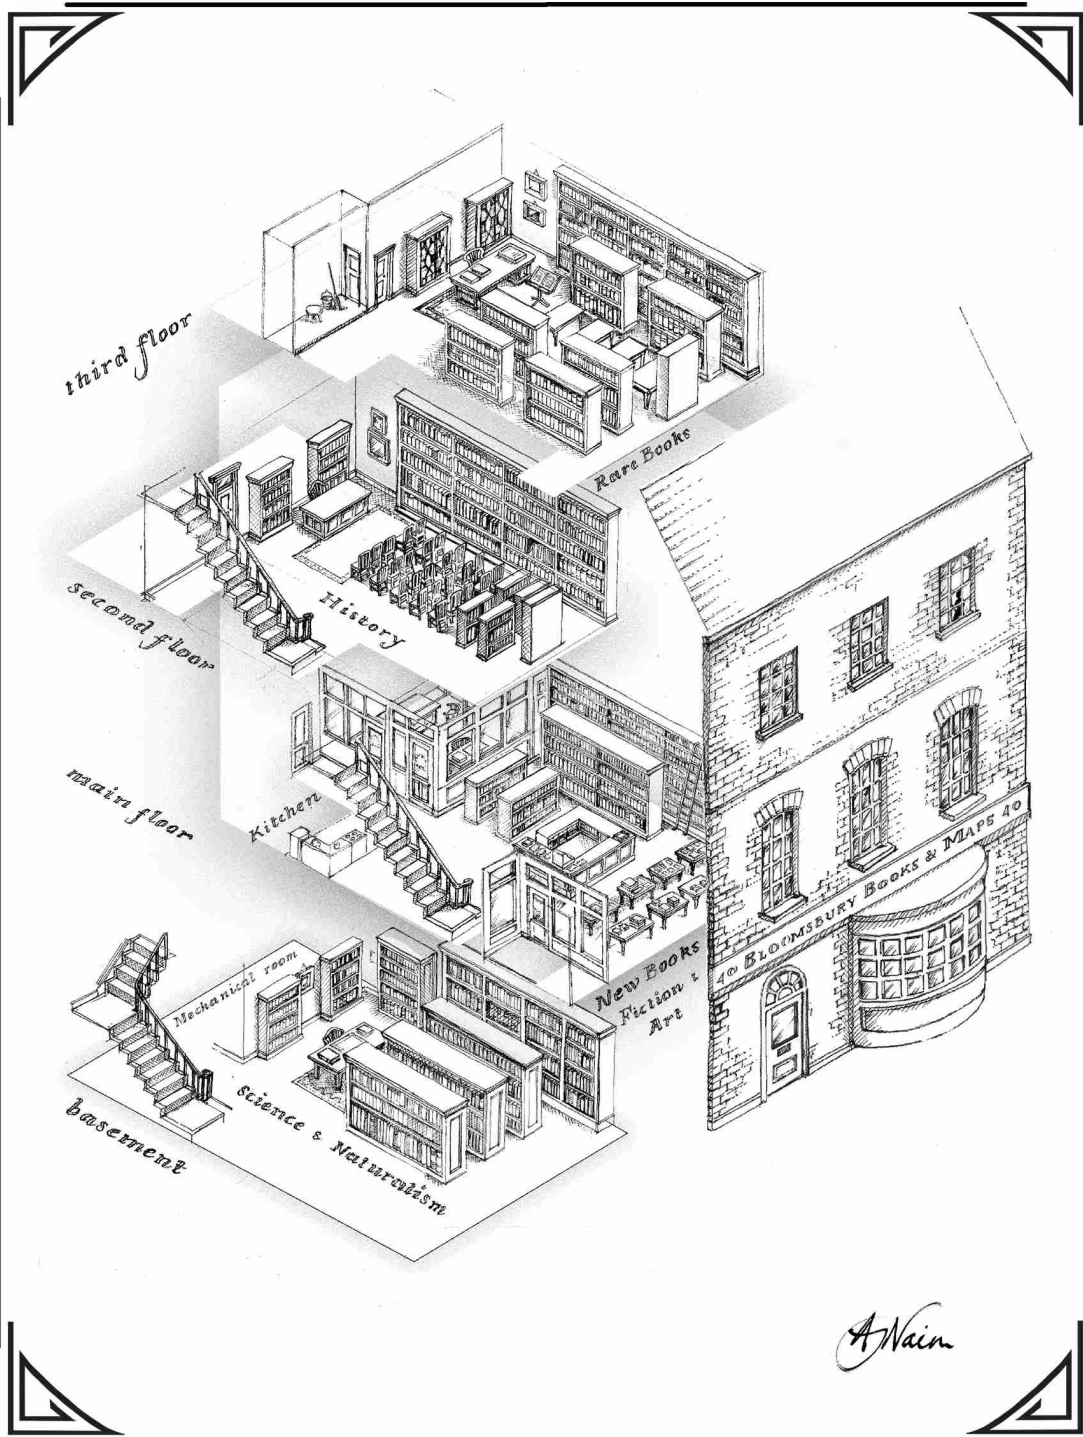 third floor
Rare Books
second floor
History
main floor
Kitchen
New Books
Fiction &
Art
40 BLOOMSBURY BOOKS & MAPS 40
Mechanical room
Science & Naturalism
basement
ANaim